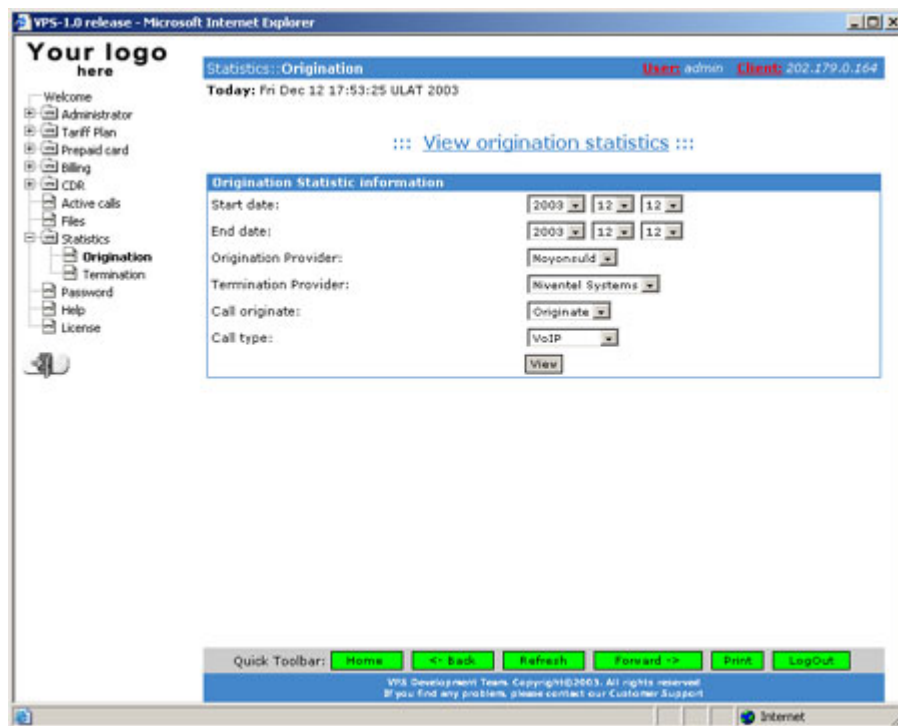 VPS-1.0 release - Microsoft Internet Explorer
Your logo
here
Welcome
Administrator
Tariff Plan
Prepaid card
Billing
CDR
Active calls
Files
Statistics
Origination
Termination
Password
Help
License
Statistics::Origination User: admin Client: 202.179.0.164
Today: Fri Dec 12 17:53:25 ULAT 2003
::: View origination statistics :::
Origination Statistic information
Start date: 2003 12 12
End date: 2003 12 12
Origination Provider: Noyonsuld
Termination Provider: Niventel Systems
Call originate: Originate
Call type: VoIP
View
Quick Toolbar: Home <- Back Refresh Forward -> Print LogOut
VPS Development Team. Copyright©2003. All rights reserved
If you find any problem, please contact our Customer Support
Internet